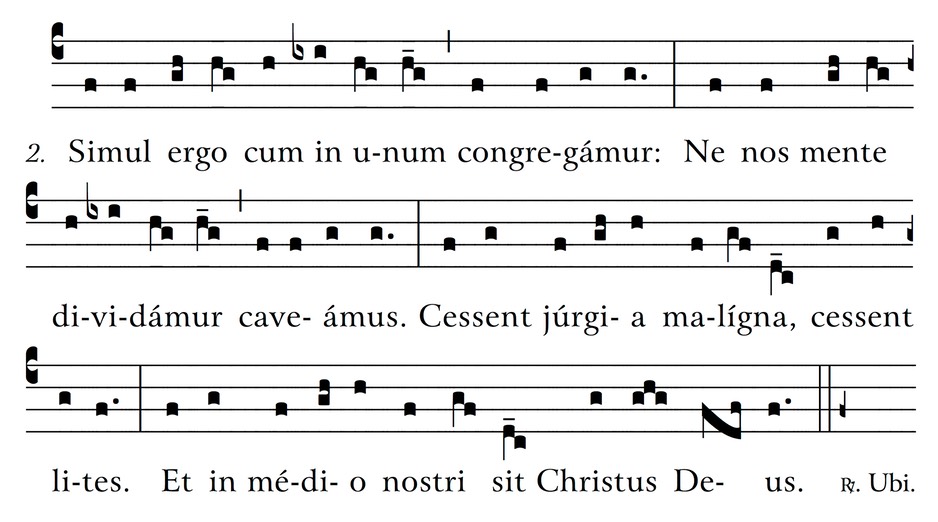 2. Simul ergo cum in u-num congre-gámur: Ne nos mente
di-vi-dámur cave- ámus. Cessent júrgi- a ma-lígna, cessent
li-tes. Et in mé-di- o nostri sit Christus De- us. ℟. Ubi.